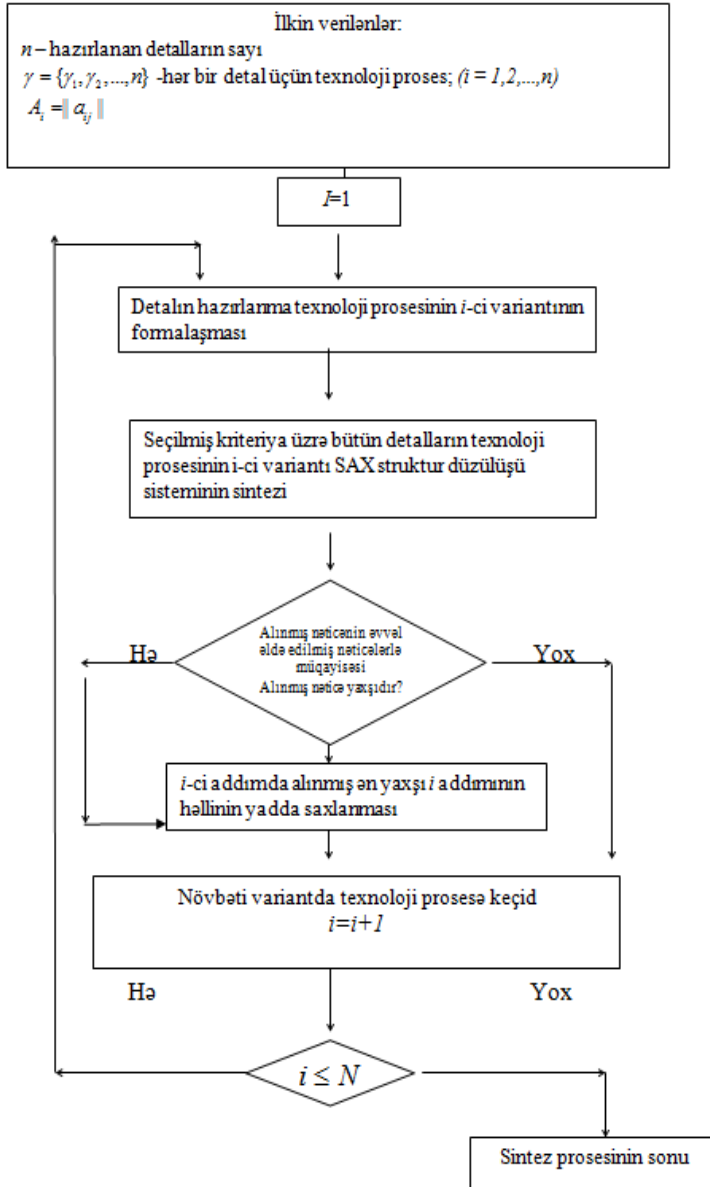 İlkin verilənlər:
n – hazırlanan detalların sayı
γ = {γ₁,γ₂,...,n} -hər bir detal üçün texnoloji proses; (i = 1,2,...,n)
Aᵢ =‖ aᵢⱼ ‖
I=1
Detalın hazırlanma texnoloji prosesinin i-ci variantının
formalaşması
Seçilmiş kriteriya üzrə bütün detalların texnoloji
prosesinin i-ci variantı SAX struktur düzülüşü
sisteminin sintezi
Alınmış nəticənin əvvəl
əldə edilmiş nəticələrlə
müqayisəsi
Alınmış nəticə yaxşıdır?
Hə
Yox
i-ci addımda alınmış ən yaxşı i addımının
həllinin yadda saxlanması
Növbəti variantda texnoloji prosesə keçid
i=i+1
Hə
Yox
i ≤ N
Sintez prosesinin sonu